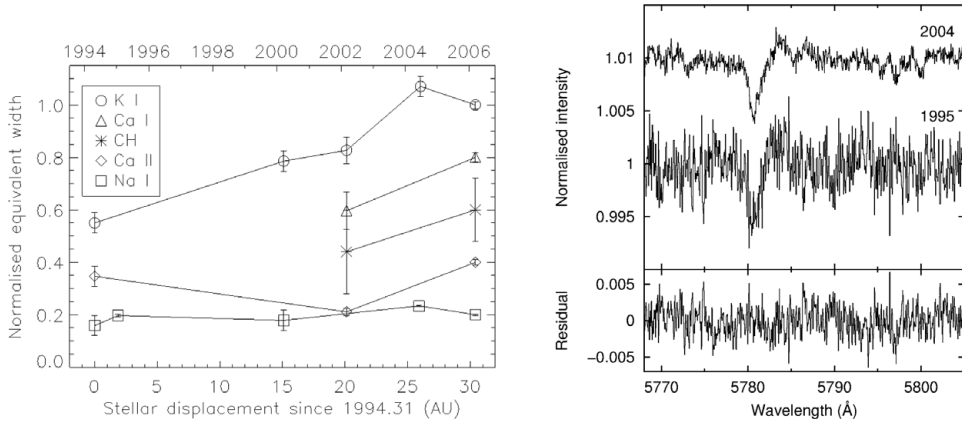 1994 1996 1998 2000 2002 2004 2006
Normalised equivalent width
1.0
0.8
0.6
0.4
0.2
0.0
K I
Ca I
CH
Ca II
Na I
0 5 10 15 20 25 30
Stellar displacement since 1994.31 (AU)
Normalised intensity
1.01
1.005
1
0.995
2004
1995
Residual
0.005
0
−0.005
5770 5780 5790 5800
Wavelength (Å)